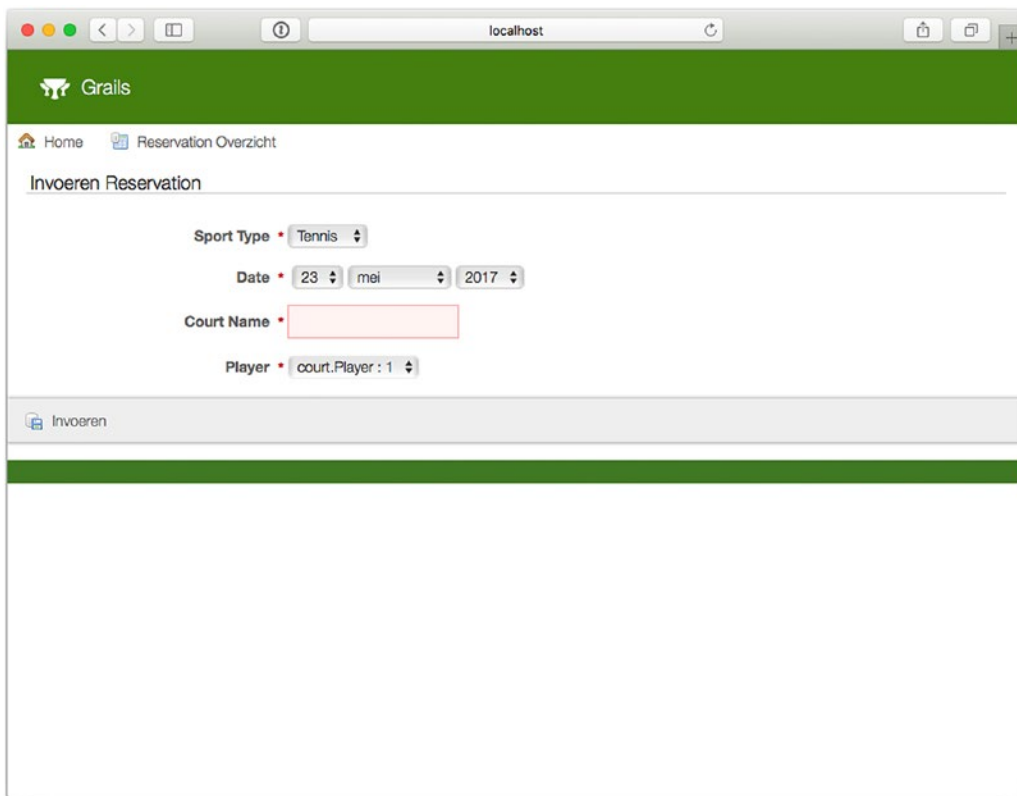 localhost
Grails
Home Reservation Overzicht
Invoeren Reservation
Sport Type * Tennis
Date * 23 mei 2017
Court Name *
Player * court.Player : 1
Invoeren